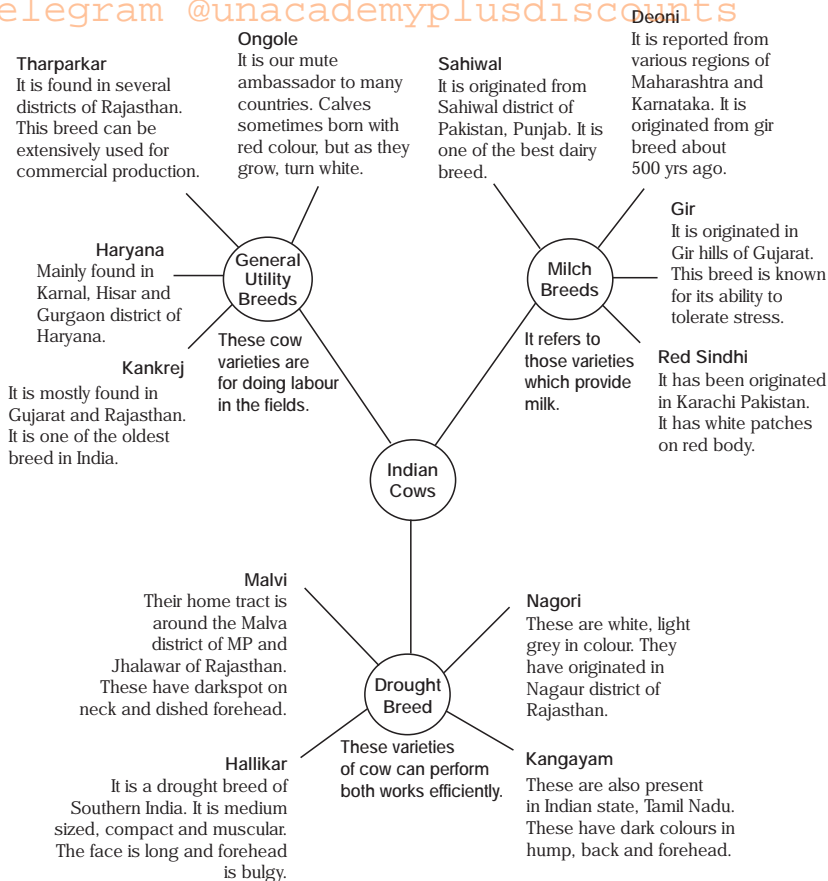 elegram @unacademyplusdiscounts
Tharparkar
It is found in several
districts of Rajasthan.
This breed can be
extensively used for
commercial production.
Ongole
It is our mute
ambassador to many
countries. Calves
sometimes born with
red colour, but as they
grow, turn white.
Sahiwal
It is originated from
Sahiwal district of
Pakistan, Punjab. It is
one of the best dairy
breed.
Deoni
It is reported from
various regions of
Maharashtra and
Karnataka. It is
originated from gir
breed about
500 yrs ago.
Haryana
Mainly found in
Karnal, Hisar and
Gurgaon district of
Haryana.
General
Utility
Breeds
Milch
Breeds
Gir
It is originated in
Gir hills of Gujarat.
This breed is known
for its ability to
tolerate stress.
Kankrej
It is mostly found in
Gujarat and Rajasthan.
It is one of the oldest
breed in India.
These cow
varieties are
for doing labour
in the fields.
It refers to
those varieties
which provide
milk.
Red Sindhi
It has been originated
in Karachi Pakistan.
It has white patches
on red body.
Indian
Cows
Malvi
Their home tract is
around the Malva
district of MP and
Jhalawar of Rajasthan.
These have darkspot on
neck and dished forehead.
Nagori
These are white, light
grey in colour. They
have originated in
Nagaur district of
Rajasthan.
Drought
Breed
Hallikar
It is a drought breed of
Southern India. It is medium
sized, compact and muscular.
The face is long and forehead
is bulgy.
These varieties
of cow can perform
both works efficiently.
Kangayam
These are also present
in Indian state, Tamil Nadu.
These have dark colours in
hump, back and forehead.